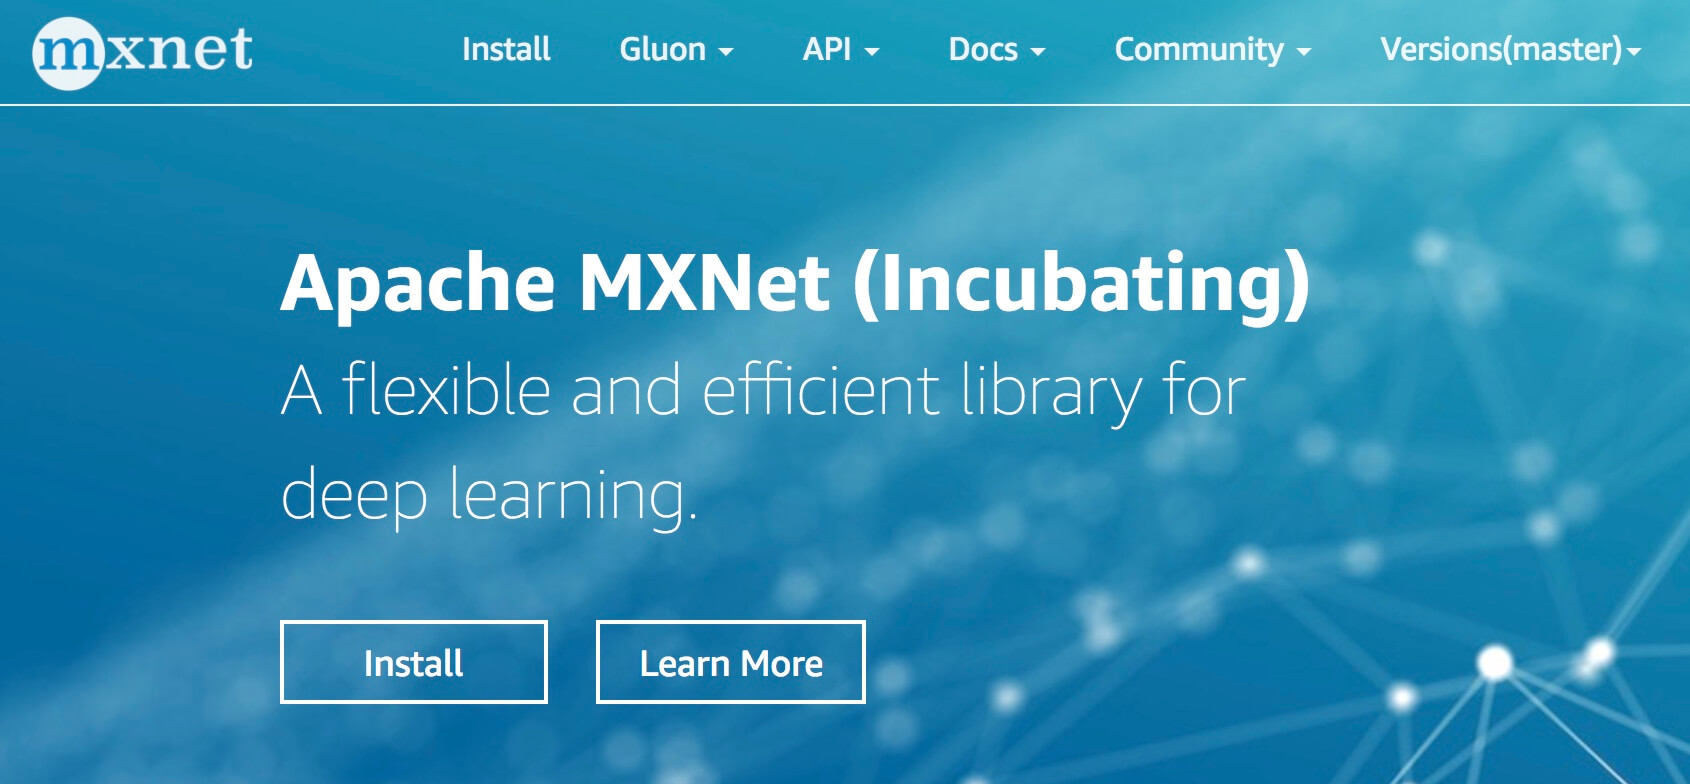 mxnet
Install Gluon API Docs Community Versions(master)
Apache MXNet (Incubating)
A flexible and efficient library for
deep learning.
Install Learn More